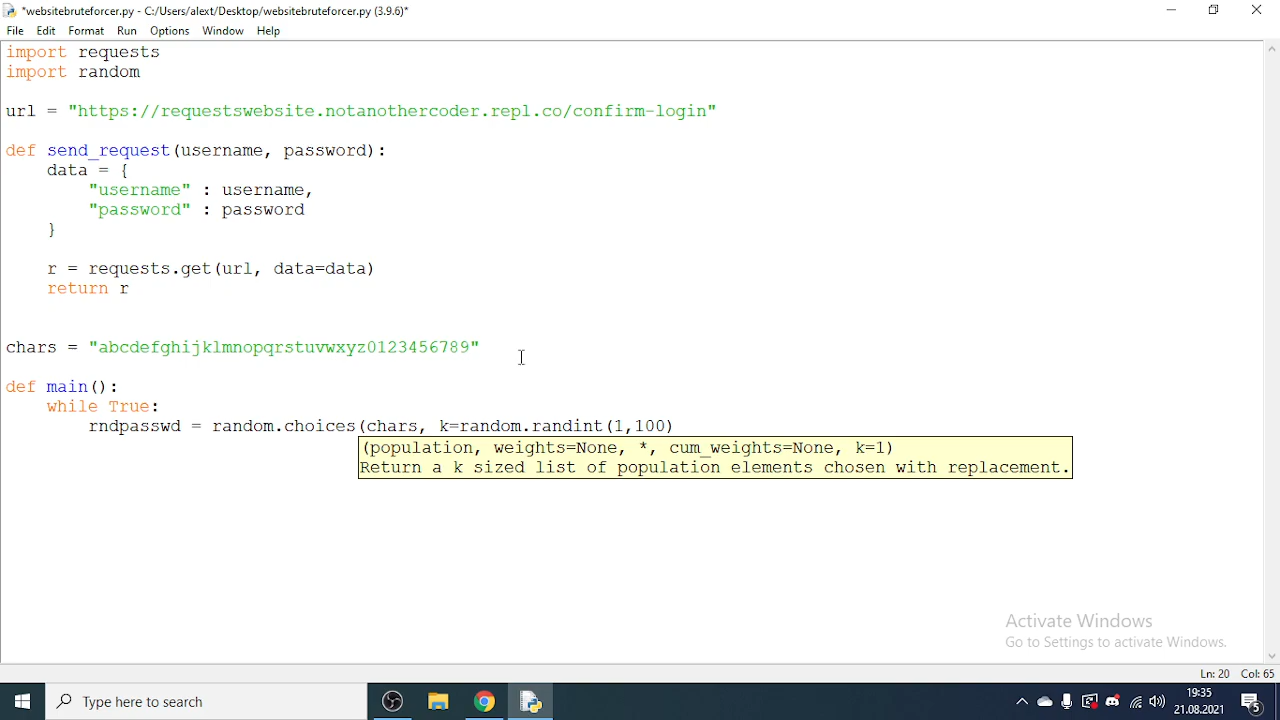 *websitebruteforcer.py - C:/Users/alext/Desktop/websitebruteforcer.py (3.9.6)*
File Edit Format Run Options Window Help
import requests
import random
url = "https://requestswebsite.notanothercoder.repl.co/confirm-login"
def send_request(username, password):
    data = {
        "username" : username,
        "password" : password
    }
    r = requests.get(url, data=data)
    return r
chars = "abcdefghijklmnopqrstuvwxyz0123456789"
def main():
    while True:
        rndpasswd = random.choices(chars, k=random.randint(1,100)
(population, weights=None, *, cum_weights=None, k=1)
Return a k sized list of population elements chosen with replacement.
Activate Windows
Go to Settings to activate Windows.
Ln: 20 Col: 65
Type here to search
19:35
21.08.2021
5